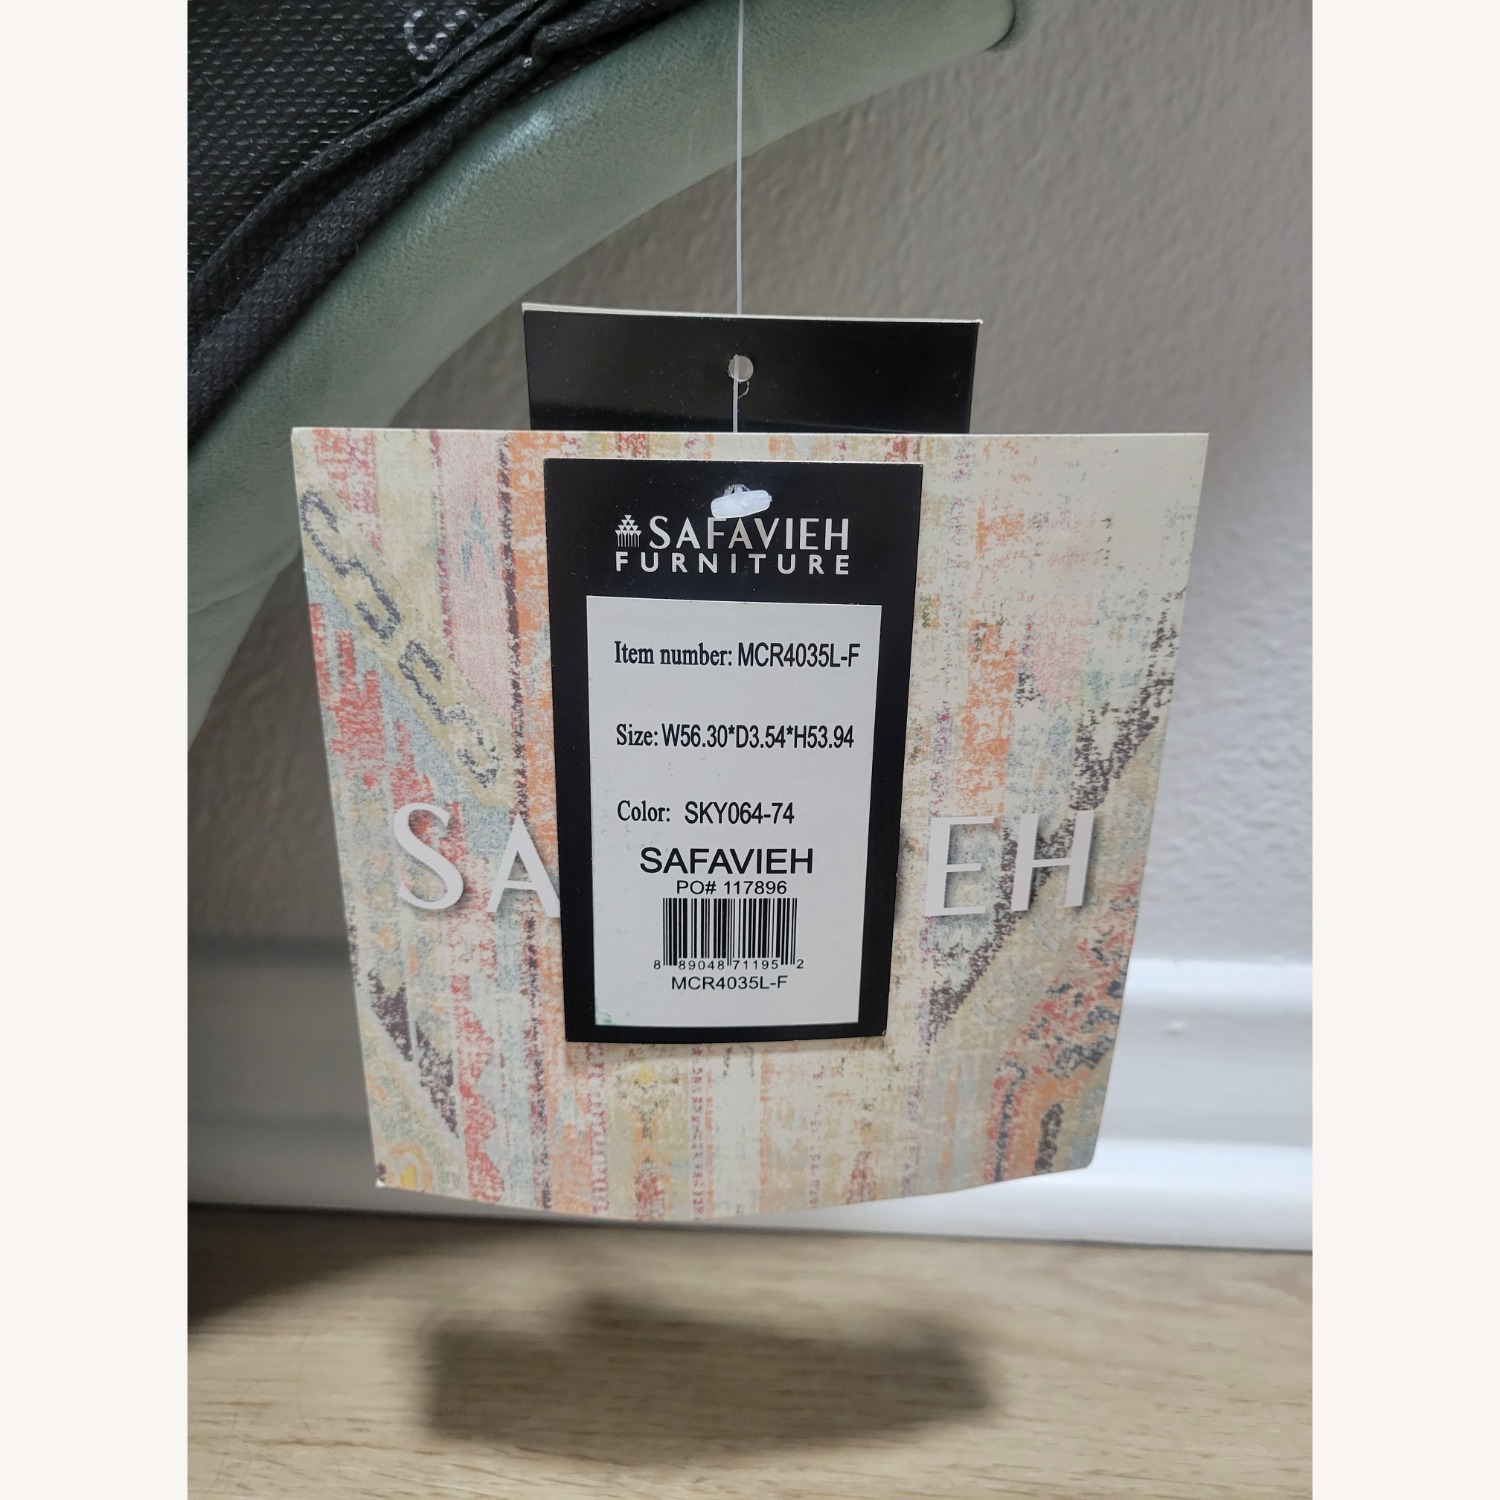 SAFAVIEH
FURNITURE
Item number: MCR4035L-F
Size: W56.30*D3.54*H53.94
Color: SKY064-74
SAFAVIEH
PO# 117896
8 89048 71195 2
MCR4035L-F
SA EH